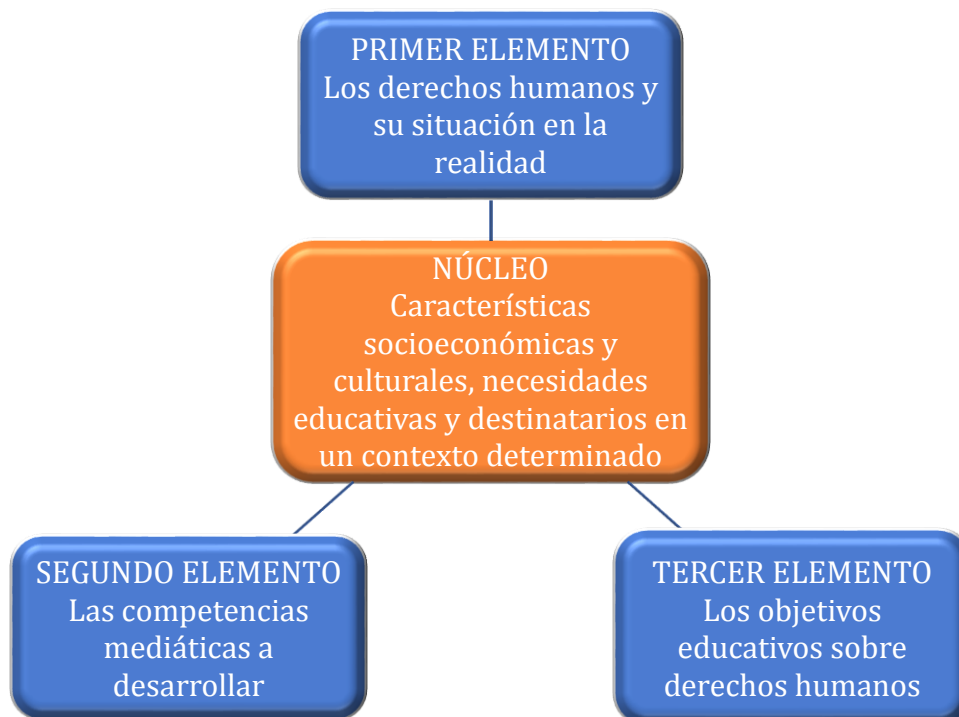 PRIMER ELEMENTO
Los derechos humanos y
su situación en la
realidad
NÚCLEO
Características
socioeconómicas y
culturales, necesidades
educativas y destinatarios en
un contexto determinado
SEGUNDO ELEMENTO
Las competencias
mediáticas a
desarrollar
TERCER ELEMENTO
Los objetivos
educativos sobre
derechos humanos